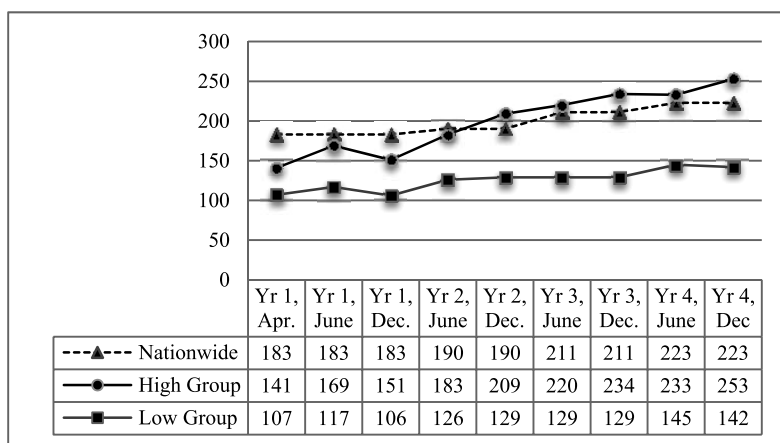 300
250
200
150
100
50
0
Yr 1, Apr. Yr 1, June Yr 1, Dec. Yr 2, June Yr 2, Dec. Yr 3, June Yr 3, Dec. Yr 4, June Yr 4, Dec
Nationwide 183 183 183 190 190 211 211 223 223
High Group 141 169 151 183 209 220 234 233 253
Low Group 107 117 106 126 129 129 129 145 142